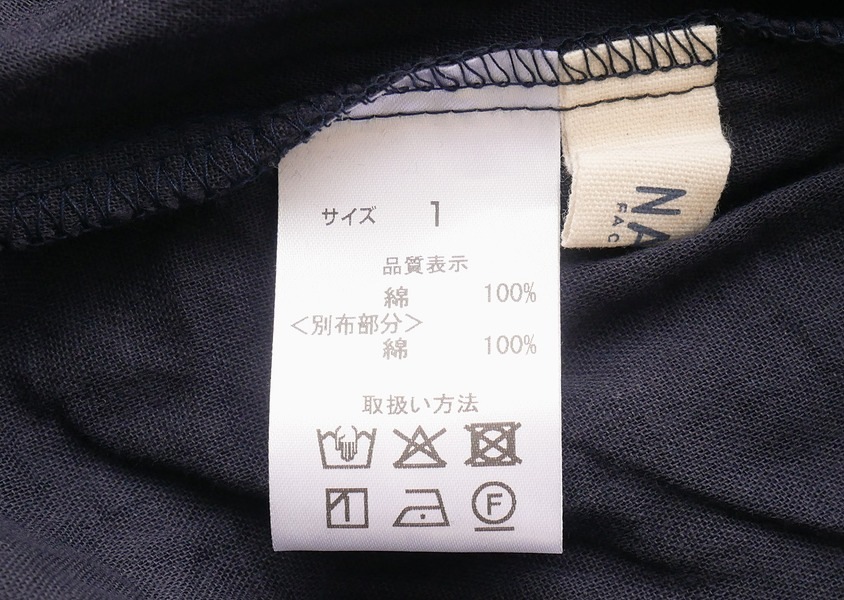 サイズ 1
品質表示
綿 100%
＜別布部分＞
綿 100%
取扱い方法
F
NA
FAC